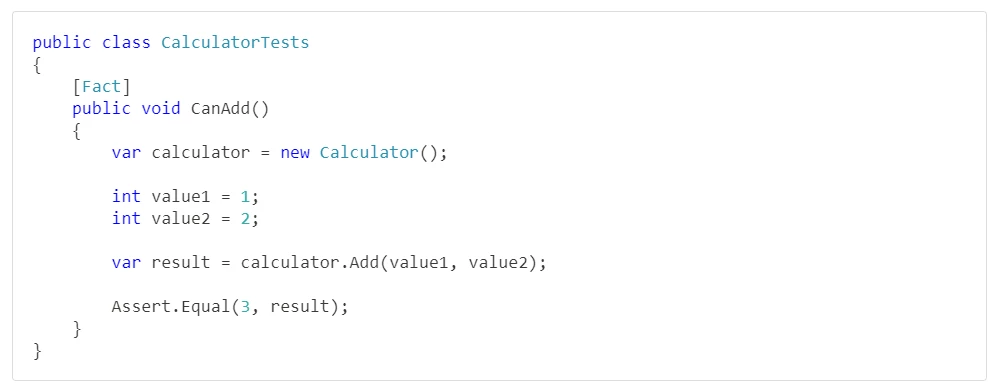 public class CalculatorTests
{
    [Fact]
    public void CanAdd()
    {
        var calculator = new Calculator();

        int value1 = 1;
        int value2 = 2;

        var result = calculator.Add(value1, value2);

        Assert.Equal(3, result);
    }
}